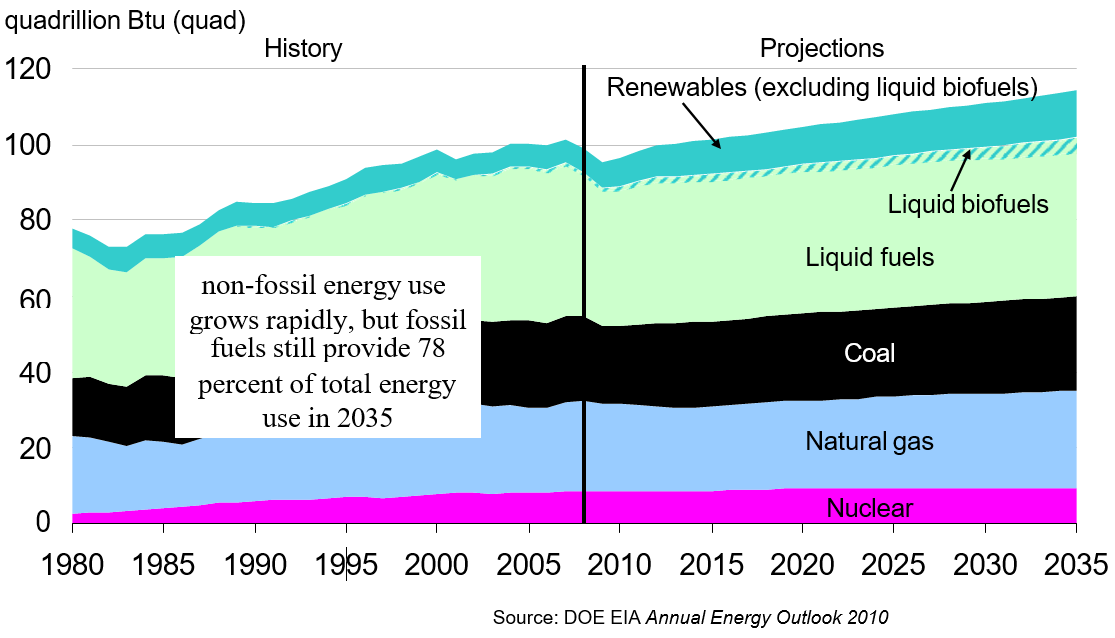 quadrillion Btu (quad)
History
Projections
120
100
80
60
40
20
0
Renewables (excluding liquid biofuels)
Liquid biofuels
Liquid fuels
non-fossil energy use
grows rapidly, but fossil
fuels still provide 78
percent of total energy
use in 2035
Coal
Natural gas
Nuclear
1980 1985 1990 1995 2000 2005 2010 2015 2020 2025 2030 2035
Source: DOE EIA Annual Energy Outlook 2010